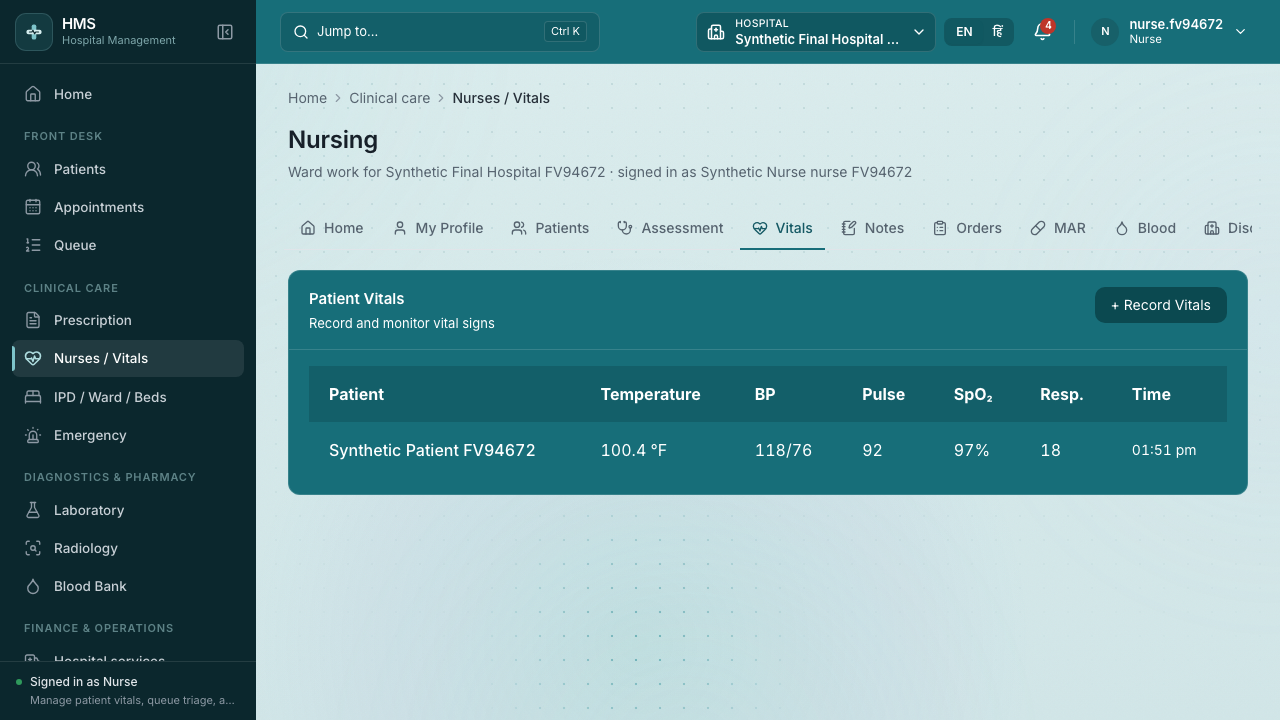 HMS
Hospital Management
Home
FRONT DESK
Patients
Appointments
Queue
CLINICAL CARE
Prescription
Nurses / Vitals
IPD / Ward / Beds
Emergency
DIAGNOSTICS & PHARMACY
Laboratory
Radiology
Blood Bank
FINANCE & OPERATIONS
Hospital services
Signed in as Nurse
Manage patient vitals, queue triage, a...
Jump to... Ctrl K
HOSPITAL
Synthetic Final Hospital ...
EN हिं
4
N
nurse.fv94672
Nurse
Home Clinical care Nurses / Vitals
Nursing
Ward work for Synthetic Final Hospital FV94672 · signed in as Synthetic Nurse nurse FV94672
Home My Profile Patients Assessment Vitals Notes Orders MAR Blood Disc
Patient Vitals
Record and monitor vital signs
+ Record Vitals
Patient Temperature BP Pulse SpO₂ Resp. Time
Synthetic Patient FV94672 100.4 °F 118/76 92 97% 18 01:51 pm